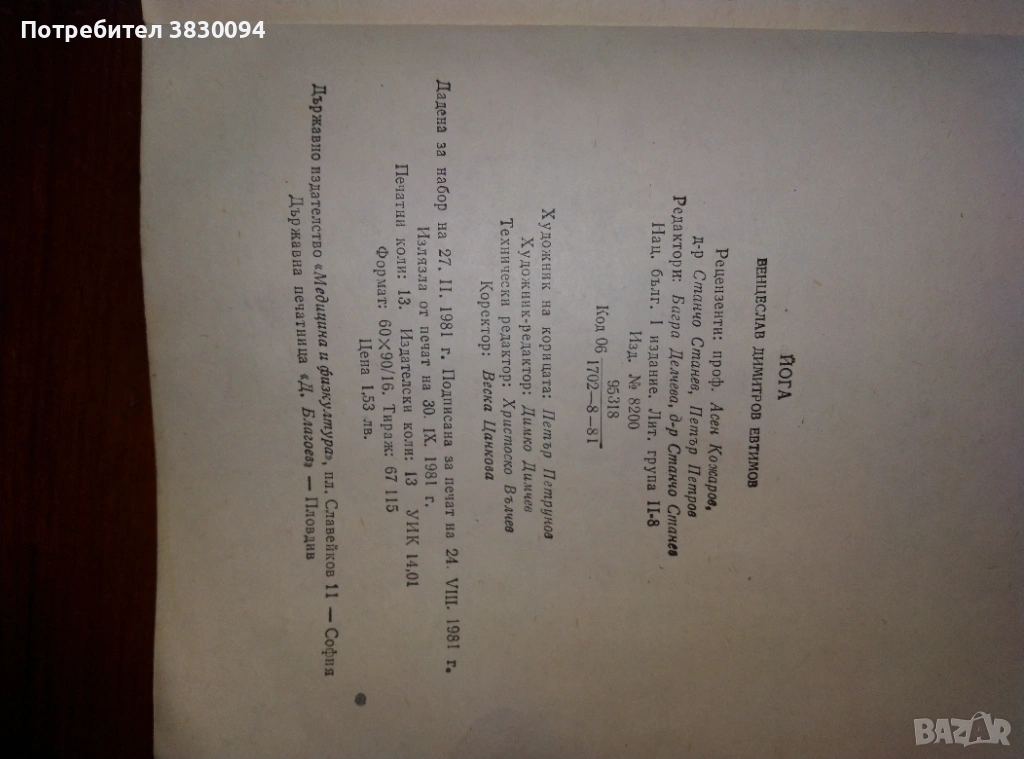 Потребител 3830094
ЙОГА
ВЕНЦЕСЛАВ ДИМИТРОВ ЕВТИМОВ
Рецензенти: проф. Асен Кожаров,
д-р Станчо Станев, Петър Петров
Редактори: Багра Делчева, д-р Станчо Станев
Нац. бълг. I издание. Лит. група II-8
Изд. № 8200
Код 06 95318
1702—8—81
Художник на корицата: Петър Петрунов
Художник-редактор: Димко Димчев
Технически редактор: Христоско Вълчев
Коректор: Веска Цанкова
Дадена за набор на 27. II. 1981 г. Подписана за печат на 24. VIII. 1981 г.
Излязла от печат на 30. IX. 1981 г.
Печатни коли: 13. Издателски коли: 13 УИК 14,01
Формат: 60×90/16. Тираж: 67 115
Цена 1,53 лв.
Държавно издателство «Медицина и физкултура», пл. Славейков 11 — София
Държавна печатница «Д. Благоев» — Пловдив
BAZAR